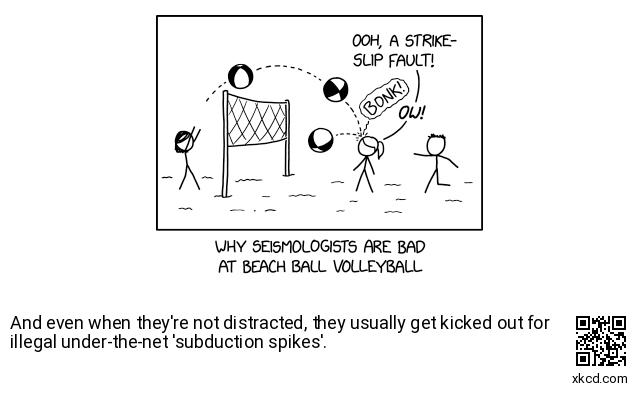 OOH, A STRIKE-
SLIP FAULT!
BONK!
OW!
WHY SEISMOLOGISTS ARE BAD
AT BEACH BALL VOLLEYBALL
And even when they're not distracted, they usually get kicked out for
illegal under-the-net 'subduction spikes'.
xkcd.com